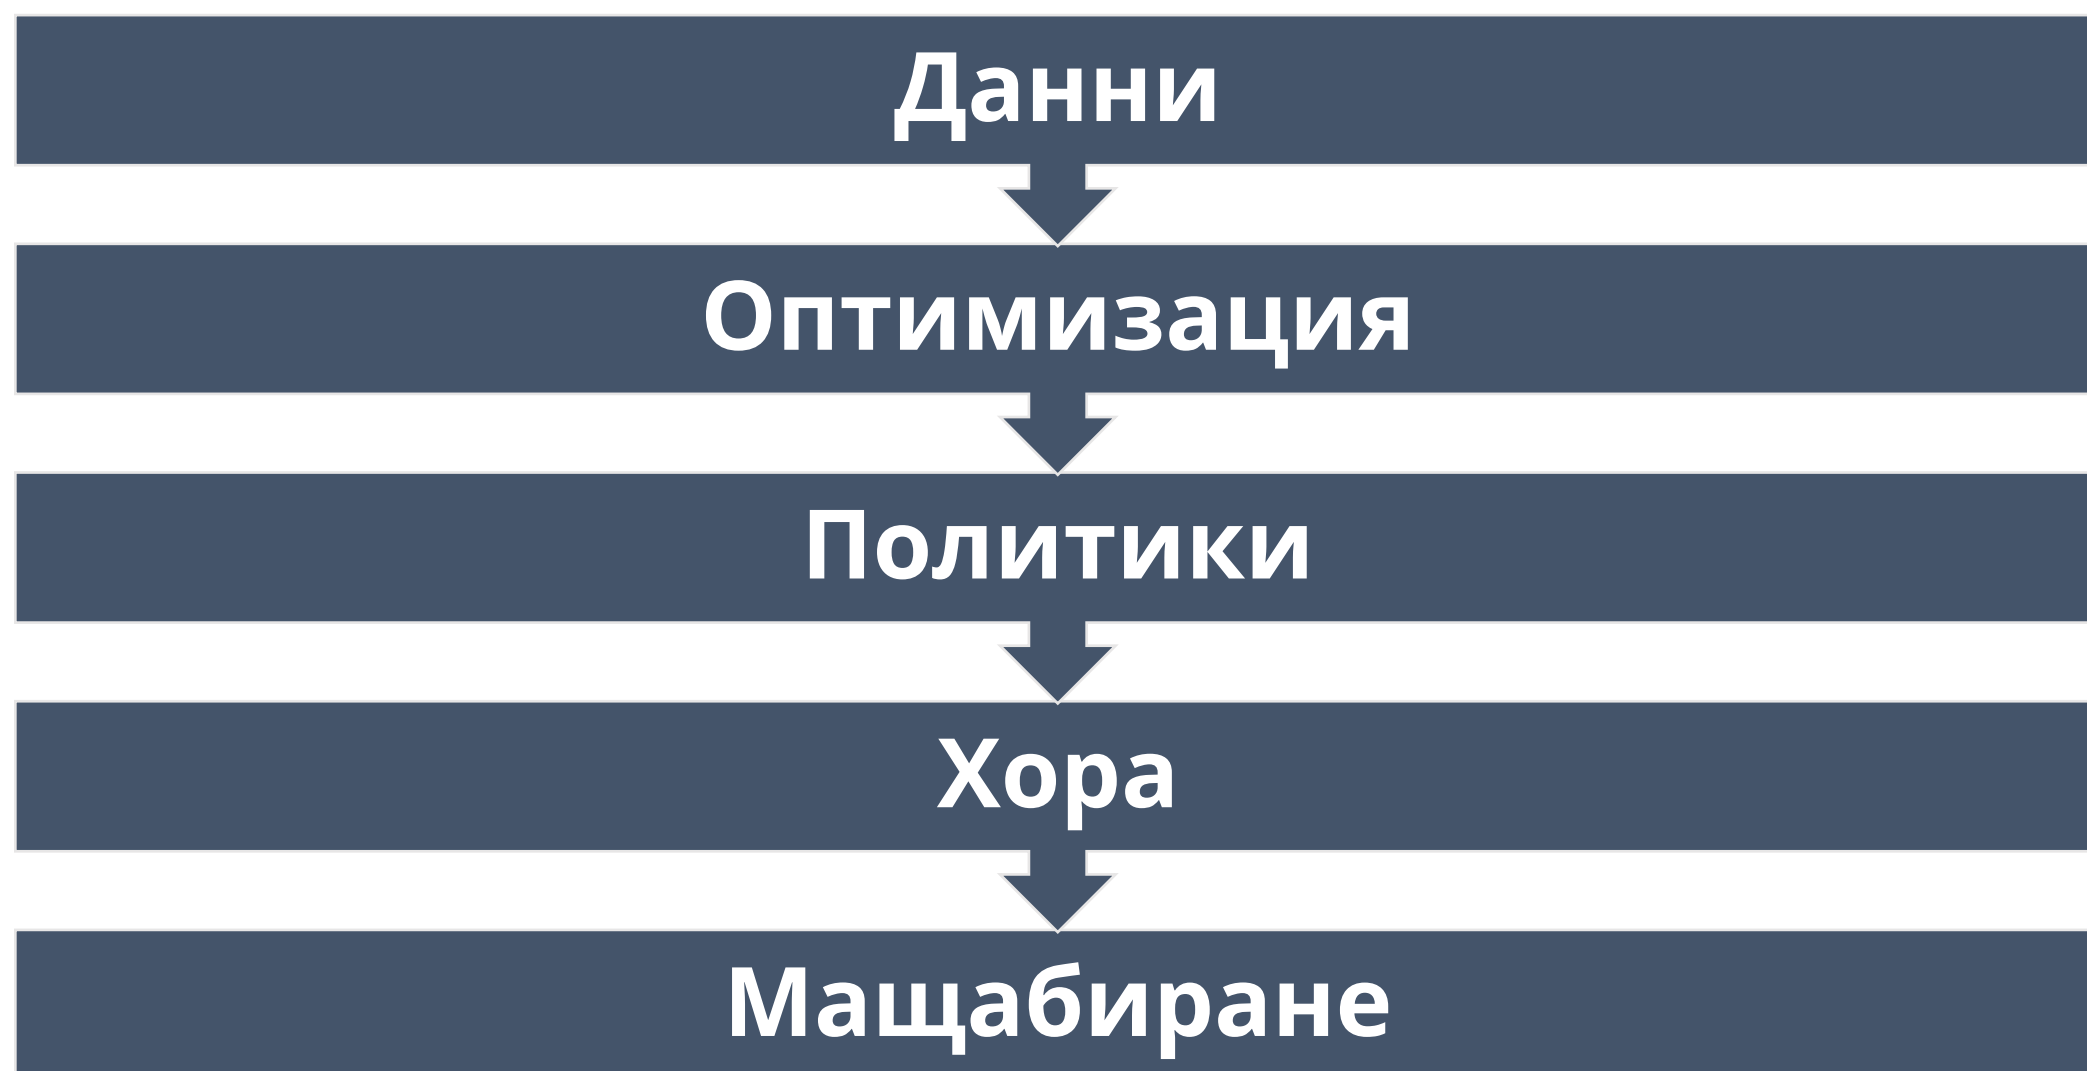 Данни
Оптимизация
Политики
Хора
Мащабиране